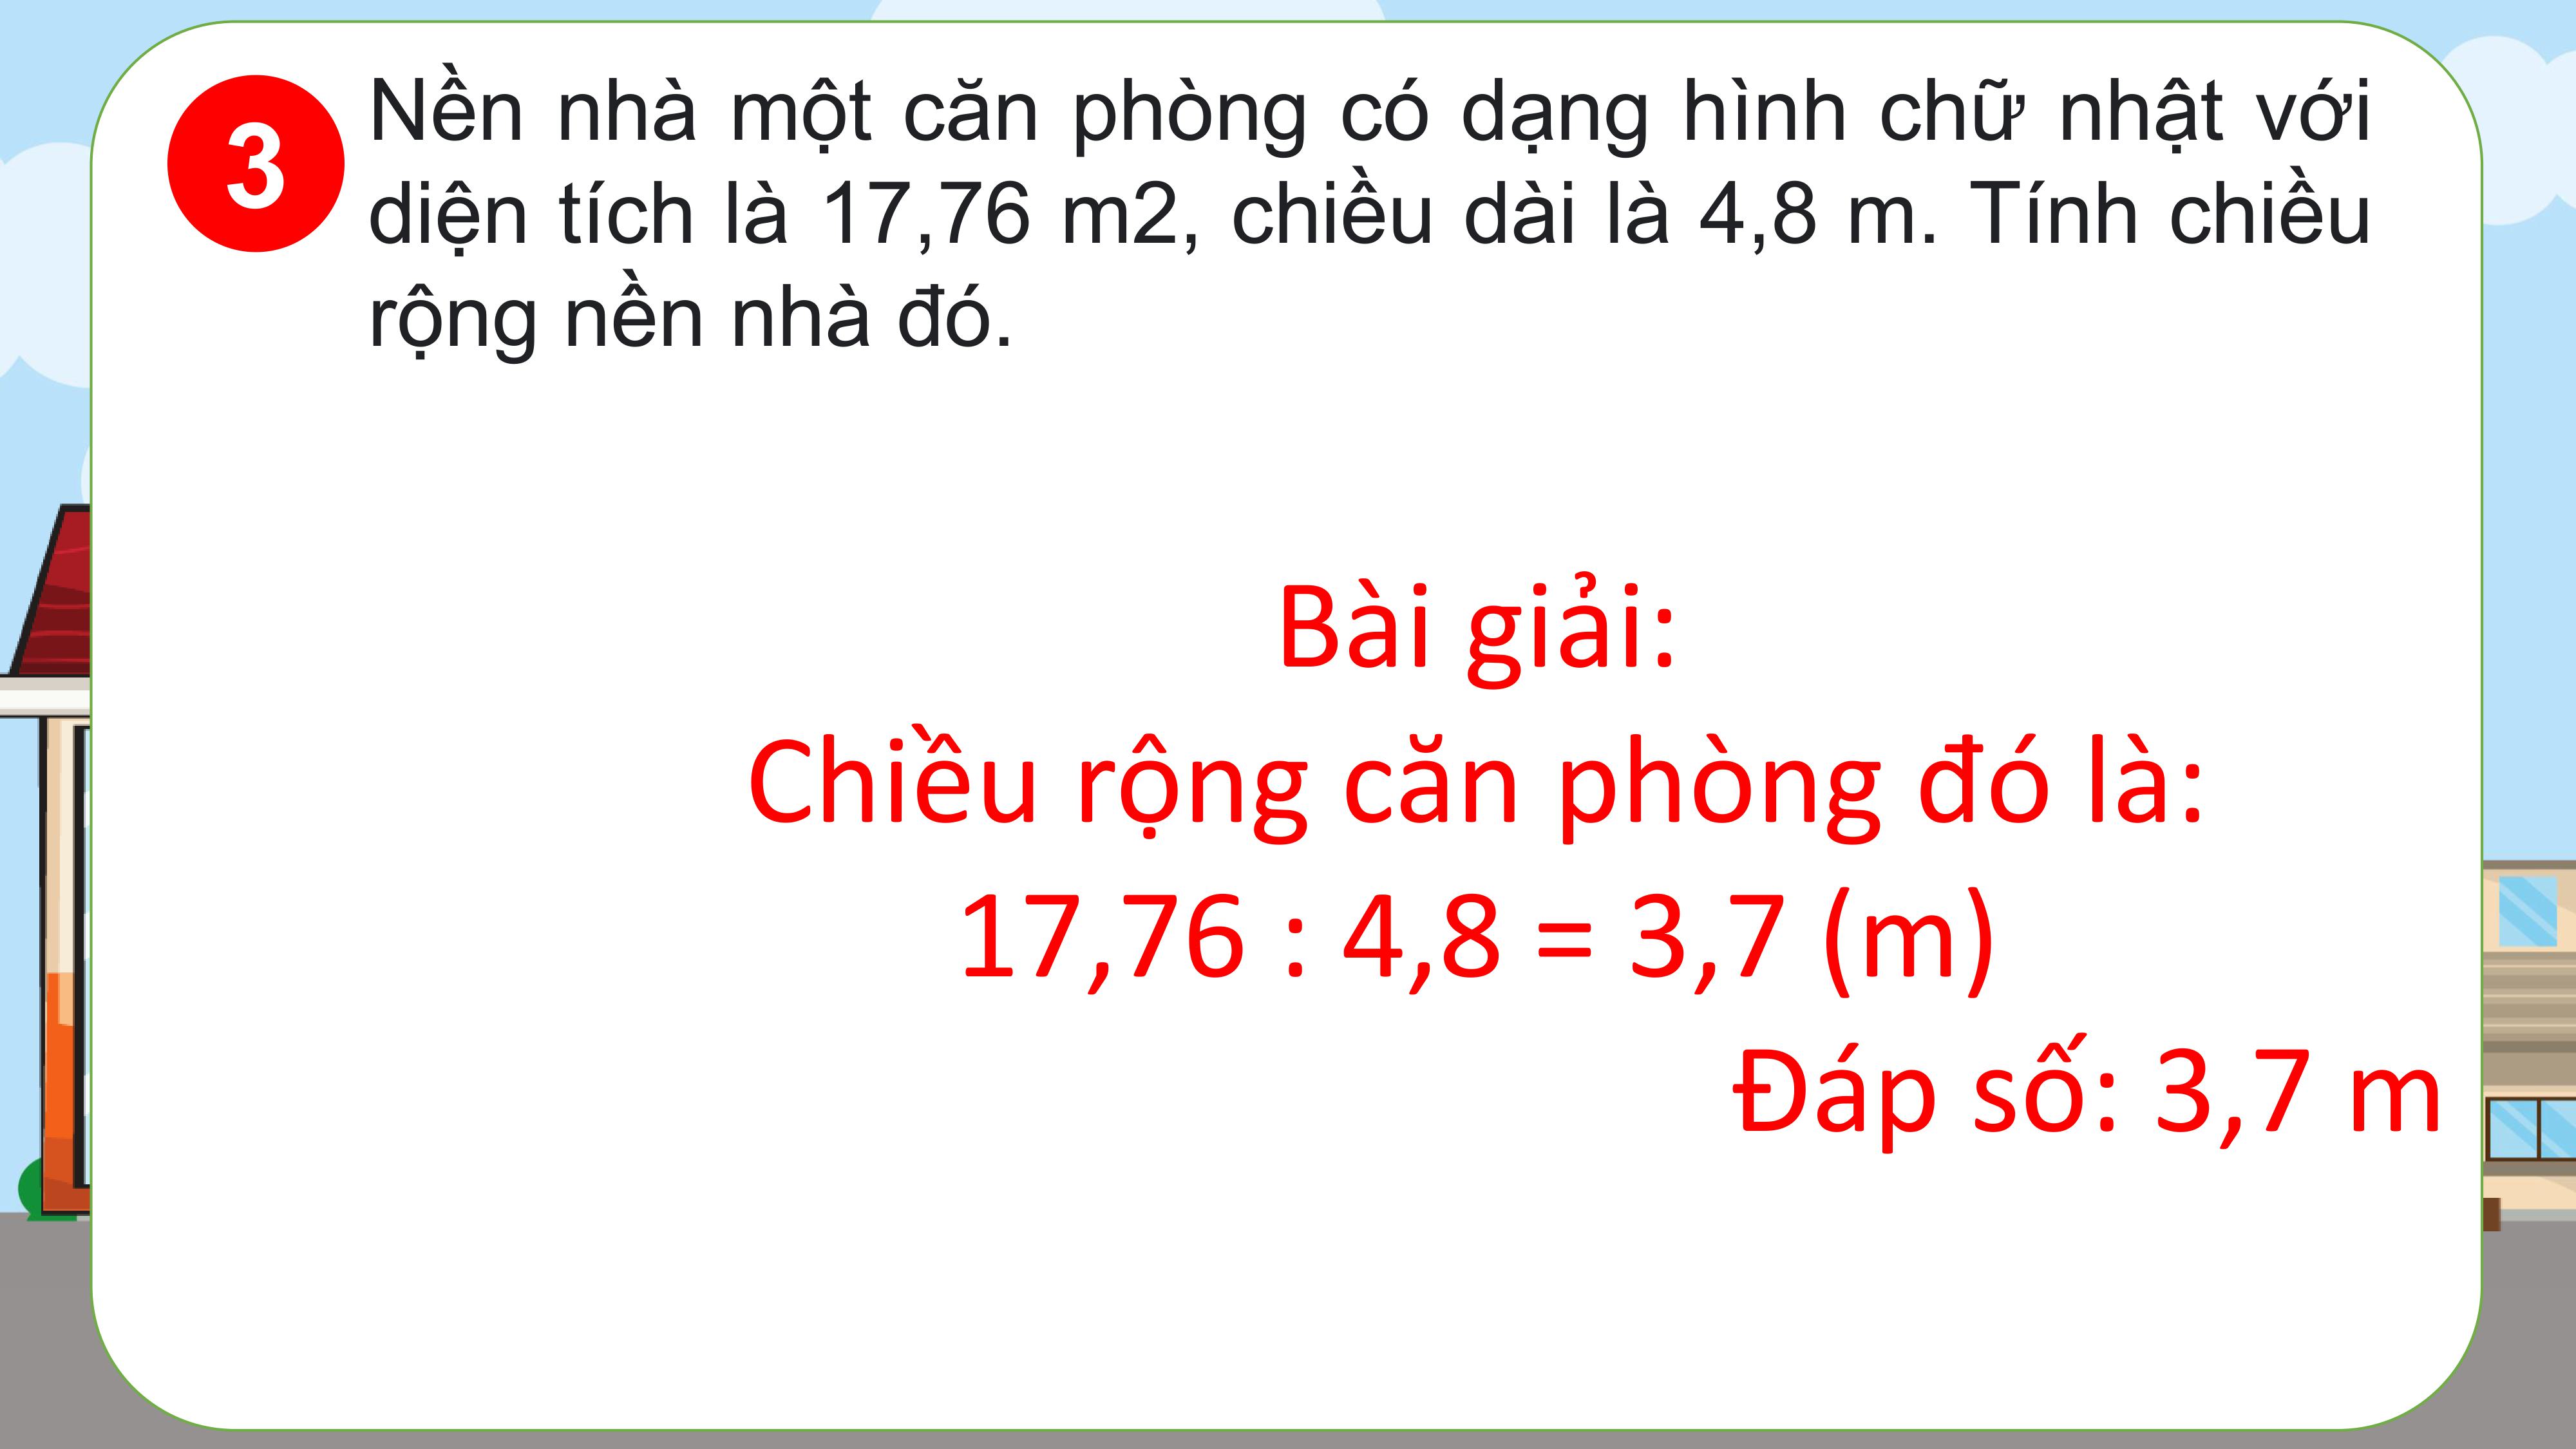 3
Nền nhà một căn phòng có dạng hình chữ nhật với
diện tích là 17,76 m2, chiều dài là 4,8 m. Tính chiều
rộng nền nhà đó.
Bài giải:
Chiều rộng căn phòng đó là:
17,76 : 4,8 = 3,7 (m)
Đáp số: 3,7 m